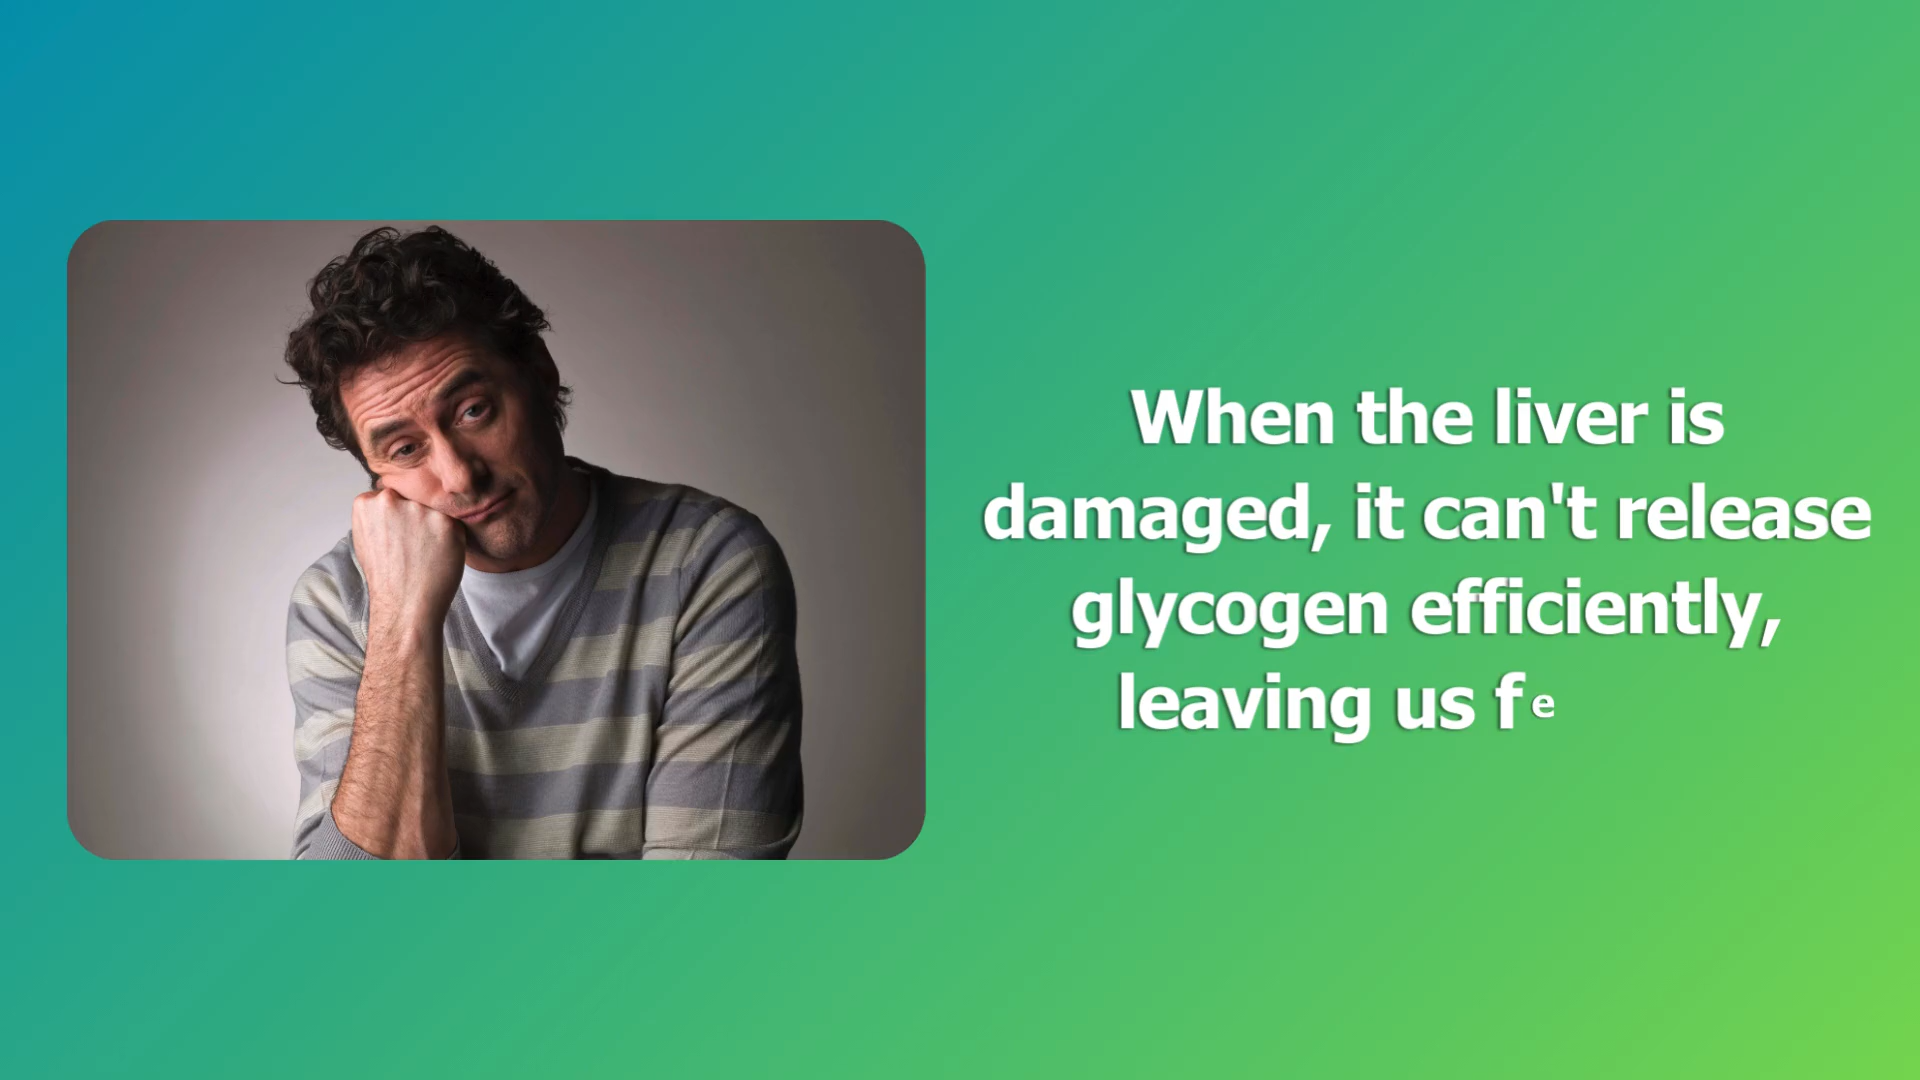 When the liver is
damaged, it can't release
glycogen efficiently,
leaving us fe